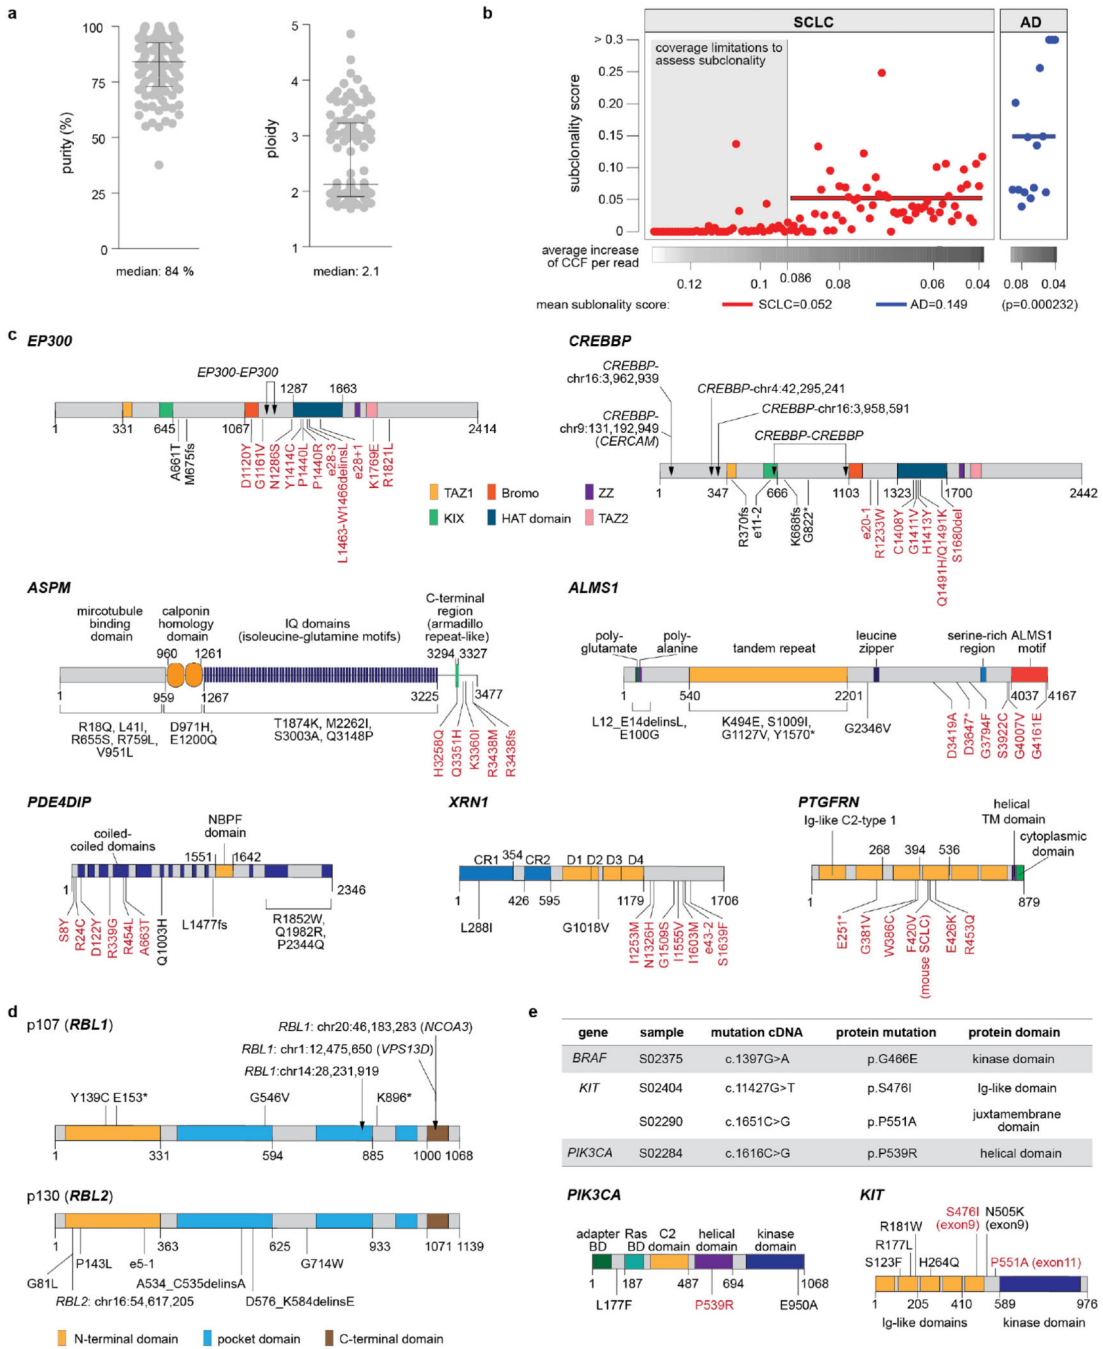 a
purity (%)
100
75
50
25
0
median: 84 %
ploidy
5
4
3
2
1
median: 2.1
b
SCLC
AD
subclonality score
> 0.3
0.15
0.20
0.15
0.10
0.05
0
coverage limitations to
assess subclonality
average increase
of CCF per read
0.12
0.1
0.086
0.08
0.06
0.04
0.08
0.04
mean sublonality score:
SCLC=0.052
AD=0.149
(p=0.000232)
c
EP300
EP300-EP300
1287
1663
1
331
645
1067
2414
A661T
M675fs
D1120Y
G1161V
N1286S
Y1414C
P1440L
P1440R
e28-3
L1463-W1466delinsL
e28+1
K1769E
R1821L
TAZ1
Bromo
ZZ
KIX
HAT domain
TAZ2
CREBBP
CREBBP-
chr16:3,962,939
CREBBP-chr4:42,295,241
CREBBP-chr16:3,958,591
CREBBP-
chr9:131,192,949
(CERCAM)
CREBBP-CREBBP
1
347
666
1103
1323
1700
2442
R370fs
e11-2
K668fs
G822*
e20-1
R1233W
C1408Y
G1411V
H1413Y
Q1491H/Q1491K
S1680del
ASPM
mircotubule
binding
domain
calponin
homology
domain
IQ domains
(isoleucine-glutamine motifs)
C-terminal
region
(armadillo
repeat-like)
960
1261
3294
3327
1
959
1267
3225
3477
R18Q, L41I,
R655S, R759L,
V951L
D971H,
E1200Q
T1874K, M2262I,
S3003A, Q3148P
H3258Q
Q3351H
K3360I
R3438M
R3438fs
ALMS1
poly-
glutamate
poly-
alanine
tandem repeat
leucine
zipper
serine-rich
region
ALMS1
motif
1
540
2201
4037
4167
L12_E14delinsL,
E100G
K494E, S1009I,
G1127V, Y1570*
G2346V
D3419A
D3647*
G3794F
S3922C
G4007V
G4161E
PDE4DIP
coiled-
coiled domains
NBPF
domain
1551
1642
1
2346
S8Y
R24C
D122Y
R339G
R454L
A663T
Q1003H
L1477fs
R1852W,
Q1982R,
P2344Q
XRN1
CR1
354
CR2
D1
D2
D3
D4
1
426
595
1179
1706
L288I
G1018V
I1253M
N1326H
G1509S
I1555V
I1603M
e43-2
S1639F
PTGFRN
Ig-like C2-type 1
helical
TM domain
cytoplasmic
domain
268
394
536
1
879
E251*
G381V
W386C
F420V
(mouse SCLC)
E426K
R453Q
d
p107 (RBL1)
RBL1: chr20:46,183,283 (NCOA3)
RBL1: chr1:12,475,650 (VPS13D)
RBL1:chr14:28,231,919
Y139C
E153*
G546V
K896*
1
331
594
885
1000
1068
p130 (RBL2)
1
363
625
933
1071
1139
G81L
P143L
e5-1
A534_C535delinsA
G714W
RBL2: chr16:54,617,205
D576_K584delinsE
N-terminal domain
pocket domain
C-terminal domain
e
gene sample mutation cDNA protein mutation protein domain
BRAF S02375 c.1397G>A p.G466E kinase domain
KIT S02404 c.11427G>T p.S476I Ig-like domain
S02290 c.1651C>G p.P551A juxtamembrane domain
PIK3CA S02284 c.1616C>G p.P539R helical domain
PIK3CA
adapter
BD
Ras
BD
C2
domain
helical
domain
kinase
domain
1
187
487
694
1068
L177F
P539R
E950A
KIT
S476I
(exon9)
N505K
(exon9)
R181W
R177L
S123F
H264Q
P551A (exon11)
1
205
410
589
976
Ig-like domains
kinase domain